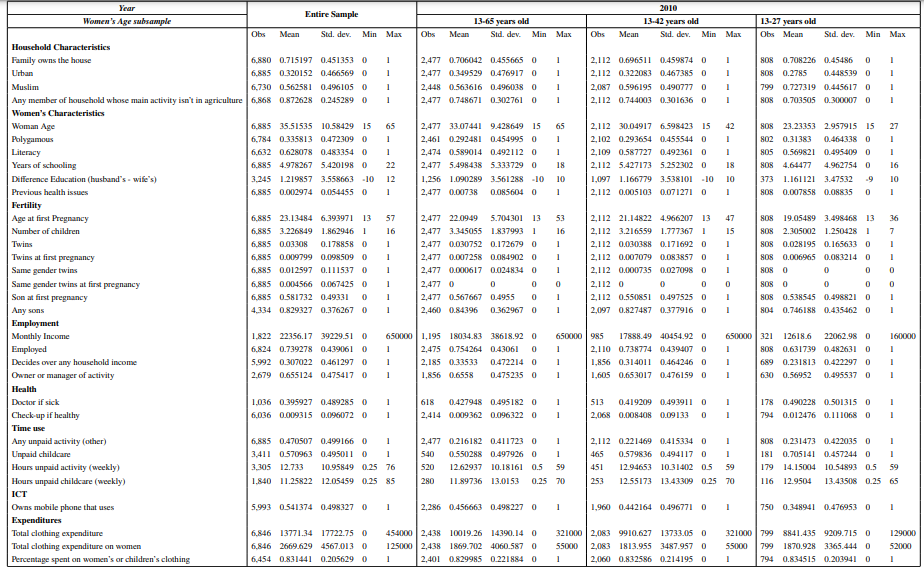 Year Entire Sample 2010
Women's Age subsample 13-65 years old 13-42 years old 13-27 years old
Obs Mean Std. dev. Min Max Obs Mean Std. dev. Min Max Obs Mean Std. dev. Min Max Obs Mean Std. dev. Min Max
Household Characteristics
Family owns the house 6,880 0.715197 0.451353 0 1 2,477 0.706042 0.455665 0 1 2,112 0.696511 0.459874 0 1 808 0.708226 0.45486 0 1
Urban 6,885 0.320152 0.466569 0 1 2,477 0.349529 0.476917 0 1 2,112 0.322083 0.467385 0 1 808 0.2785 0.448539 0 1
Muslim 6,730 0.562581 0.496105 0 1 2,448 0.563616 0.496038 0 1 2,087 0.596195 0.490777 0 1 799 0.727319 0.445617 0 1
Any member of household whose main activity isn't in agriculture 6,868 0.872628 0.245289 0 1 2,477 0.748671 0.302761 0 1 2,112 0.744003 0.301636 0 1 808 0.703505 0.300007 0 1
Women's Characteristics
Woman Age 6,885 35.51535 10.58429 15 65 2,477 33.07441 9.428649 15 65 2,112 30.04917 6.598423 15 42 808 23.23353 2.957915 15 27
Polygamous 6,784 0.335813 0.472309 0 1 2,461 0.292481 0.454995 0 1 2,102 0.293654 0.455544 0 1 802 0.31383 0.464338 0 1
Literacy 6,632 0.628078 0.483354 0 1 2,474 0.589014 0.492112 0 1 2,109 0.587727 0.492361 0 1 805 0.569821 0.495409 0 1
Years of schooling 6,885 4.978267 5.420198 0 22 2,477 5.498438 5.333729 0 18 2,112 5.427173 5.252302 0 18 808 4.64477 4.962754 0 16
Difference Education (husband's - wife's) 3,245 1.219857 3.558663 -10 12 1,256 1.090289 3.561288 -10 10 1,097 1.166779 3.538101 -10 10 373 1.161121 3.47532 -9 10
Previous health issues 6,885 0.002974 0.054455 0 1 2,477 0.00738 0.085604 0 1 2,112 0.005103 0.071271 0 1 808 0.007858 0.08835 0 1
Fertility
Age at first Pregnancy 6,885 23.13484 6.393971 13 57 2,477 22.0949 5.704301 13 53 2,112 21.14822 4.966207 13 47 808 19.05489 3.498468 13 36
Number of children 6,885 3.226849 1.862946 1 16 2,477 3.345055 1.837993 1 16 2,112 3.216559 1.777367 1 15 808 2.305002 1.250428 1 7
Twins 6,885 0.03308 0.178858 0 1 2,477 0.030752 0.172679 0 1 2,112 0.030388 0.171692 0 1 808 0.028195 0.165633 0 1
Twins at first pregnancy 6,885 0.009799 0.098509 0 1 2,477 0.007258 0.084902 0 1 2,112 0.007079 0.083857 0 1 808 0.006965 0.083214 0 1
Same gender twins 6,885 0.012597 0.111537 0 1 2,477 0.000617 0.024834 0 1 2,112 0.000735 0.027098 0 1 808 0 0 0 0
Same gender twins at first pregnancy 6,885 0.004566 0.067425 0 1 2,477 0 0 0 0 2,112 0 0 0 0 808 0 0 0 0
Son at first pregnancy 6,885 0.581732 0.49331 0 1 2,477 0.567667 0.4955 0 1 2,112 0.550851 0.497525 0 1 808 0.538545 0.498821 0 1
Any sons 4,334 0.829327 0.376267 0 1 2,460 0.84396 0.362967 0 1 2,097 0.827487 0.377916 0 1 804 0.746188 0.435462 0 1
Employment
Monthly Income 1,822 22356.17 39229.51 0 650000 1,195 18034.83 38618.92 0 650000 985 17888.49 40454.92 0 650000 321 12618.6 22062.98 0 160000
Employed 6,824 0.739278 0.439061 0 1 2,475 0.754264 0.43061 0 1 2,110 0.738774 0.439407 0 1 808 0.631739 0.482631 0 1
Decides over any household income 5,992 0.307022 0.461297 0 1 2,185 0.33533 0.472214 0 1 1,856 0.314011 0.464246 0 1 689 0.231813 0.422297 0 1
Owner or manager of activity 2,679 0.655124 0.475417 0 1 1,856 0.6558 0.475235 0 1 1,605 0.653017 0.476159 0 1 630 0.56952 0.495537 0 1
Health
Doctor if sick 1,036 0.395927 0.489285 0 1 618 0.427948 0.495182 0 1 513 0.419209 0.493911 0 1 178 0.490228 0.501315 0 1
Check-up if healthy 6,036 0.009315 0.096072 0 1 2,414 0.009362 0.096322 0 1 2,068 0.008408 0.09133 0 1 794 0.012476 0.111068 0 1
Time use
Any unpaid activity (other) 6,885 0.470507 0.499166 0 1 2,477 0.216182 0.411723 0 1 2,112 0.221469 0.415334 0 1 808 0.231473 0.422035 0 1
Unpaid childcare 3,411 0.570963 0.495011 0 1 540 0.550288 0.497926 0 1 465 0.579836 0.494117 0 1 181 0.705141 0.457244 0 1
Hours unpaid activity (weekly) 3,305 12.733 10.95849 0.25 76 520 12.62937 10.18161 0.5 59 451 12.94653 10.31402 0.5 59 179 14.15004 10.54893 0.5 59
Hours unpaid childcare (weekly) 1,840 11.25822 12.05459 0.25 85 280 11.89736 13.0153 0.25 70 253 12.55173 13.43309 0.25 70 116 12.9504 13.43508 0.25 65
ICT
Owns mobile phone that uses 5,993 0.541374 0.498327 0 1 2,286 0.456663 0.498227 0 1 1,960 0.442164 0.496771 0 1 750 0.348941 0.476953 0 1
Expenditures
Total clothing expenditure 6,846 13771.34 17722.75 0 454000 2,438 10019.26 14390.14 0 321000 2,083 9910.627 13733.05 0 321000 799 8841.435 9209.715 0 129000
Total clothing expenditure on women 6,846 2669.629 4567.013 0 125000 2,438 1869.702 4060.587 0 55000 2,083 1813.955 3487.957 0 55000 799 1870.928 3365.444 0 52000
Percentage spent on women's or children's clothing 6,454 0.831441 0.205629 0 1 2,401 0.829985 0.221884 0 1 2,060 0.832586 0.214195 0 1 794 0.834515 0.203941 0 1